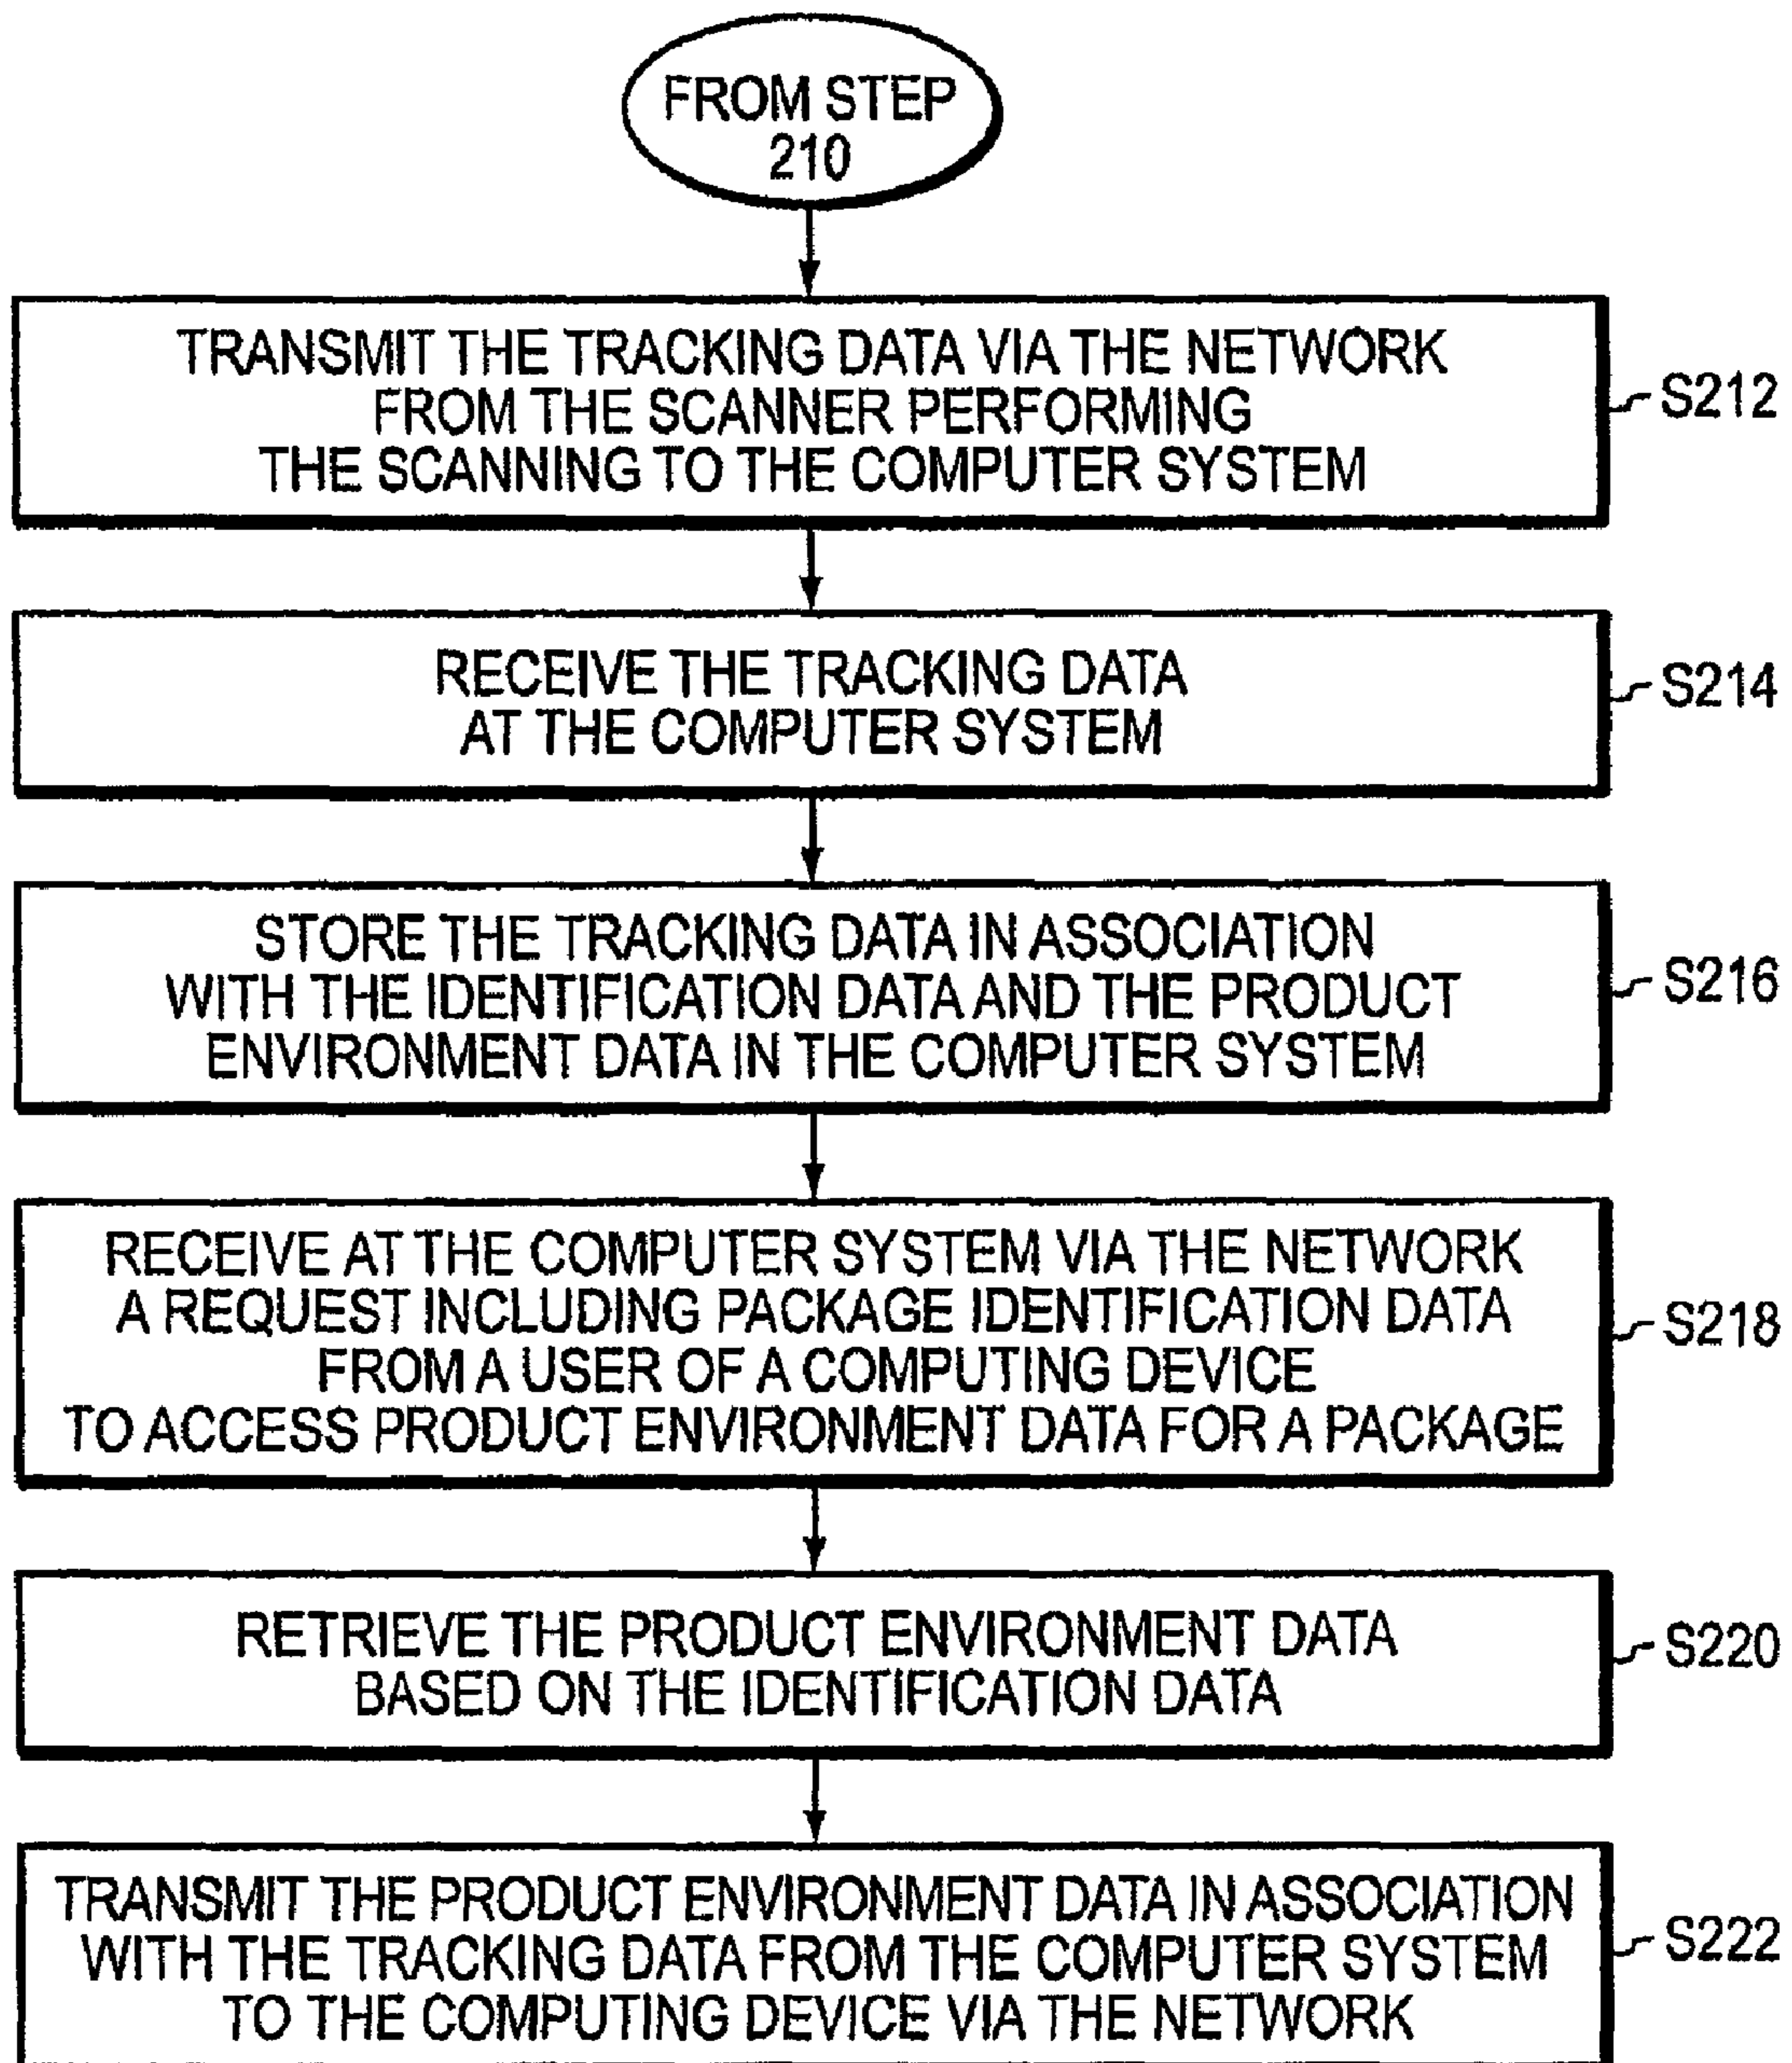 FROM STEP
210
TRANSMIT THE TRACKING DATA VIA THE NETWORK
FROM THE SCANNER PERFORMING
THE SCANNING TO THE COMPUTER SYSTEM
S212
RECEIVE THE TRACKING DATA
AT THE COMPUTER SYSTEM
S214
STORE THE TRACKING DATA IN ASSOCIATION
WITH THE IDENTIFICATION DATA AND THE PRODUCT
ENVIRONMENT DATA IN THE COMPUTER SYSTEM
S216
RECEIVE AT THE COMPUTER SYSTEM VIA THE NETWORK
A REQUEST INCLUDING PACKAGE IDENTIFICATION DATA
FROM A USER OF A COMPUTING DEVICE
TO ACCESS PRODUCT ENVIRONMENT DATA FOR A PACKAGE
S218
RETRIEVE THE PRODUCT ENVIRONMENT DATA
BASED ON THE IDENTIFICATION DATA
S220
TRANSMIT THE PRODUCT ENVIRONMENT DATA IN ASSOCIATION
WITH THE TRACKING DATA FROM THE COMPUTER SYSTEM
TO THE COMPUTING DEVICE VIA THE NETWORK
S222